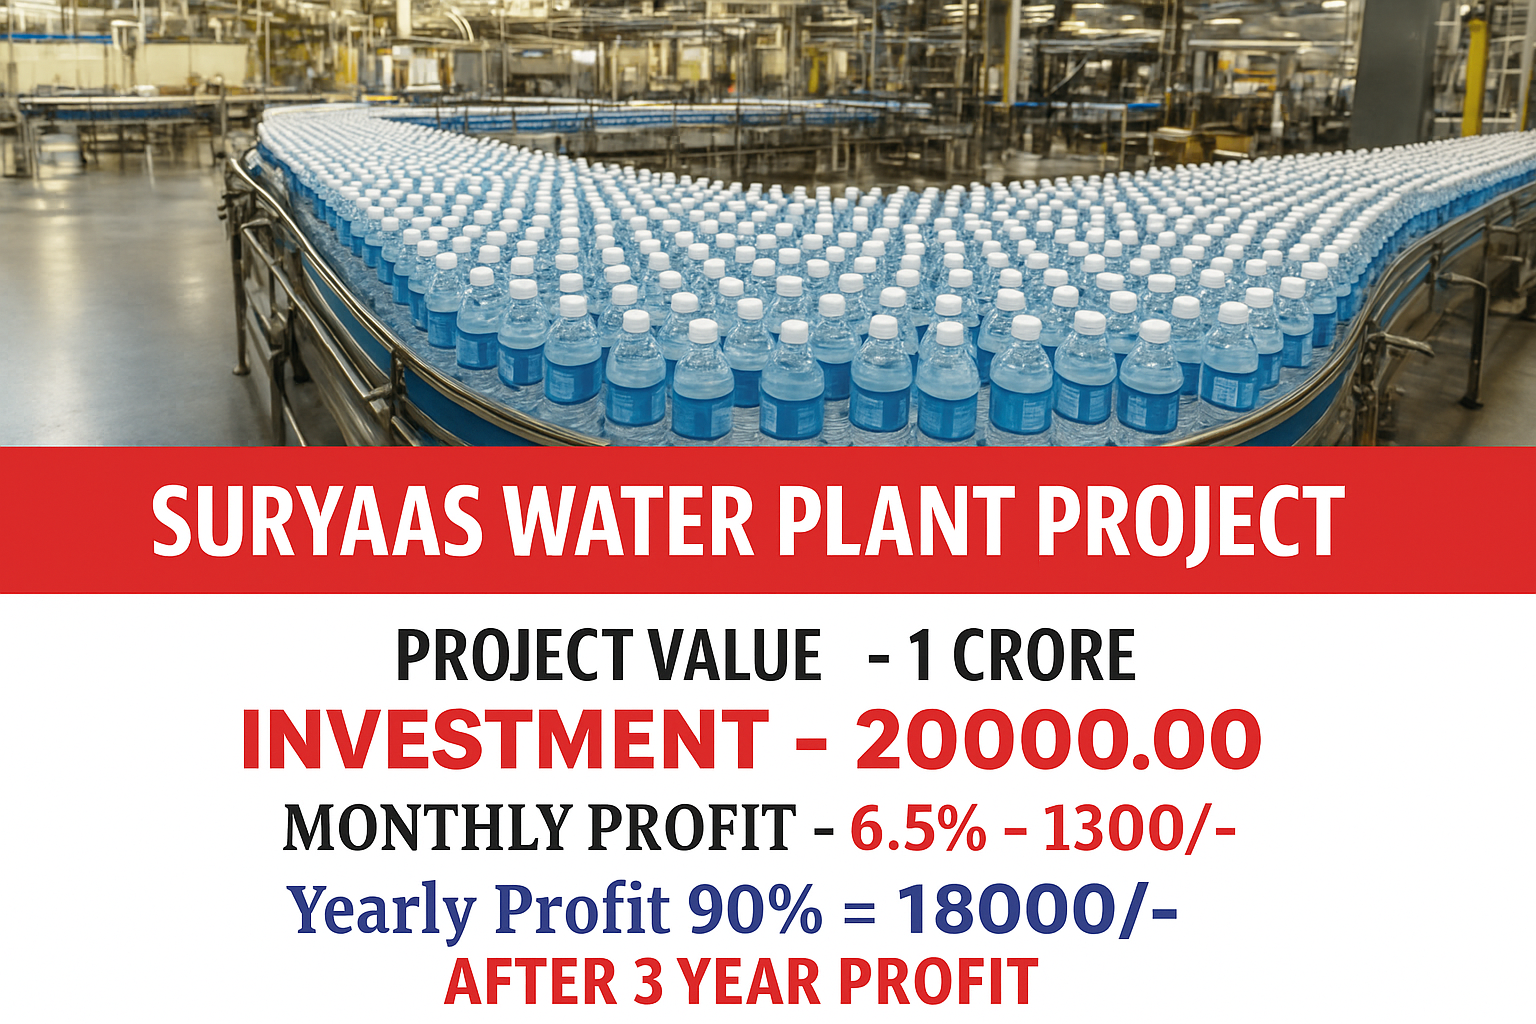 SURYAAS WATER PLANT PROJECT
PROJECT VALUE - 1 CRORE
INVESTMENT - 20000.00
MONTHLY PROFIT - 6.5% - 1300/-
Yearly Profit 90% = 18000/-
AFTER 3 YEAR PROFIT